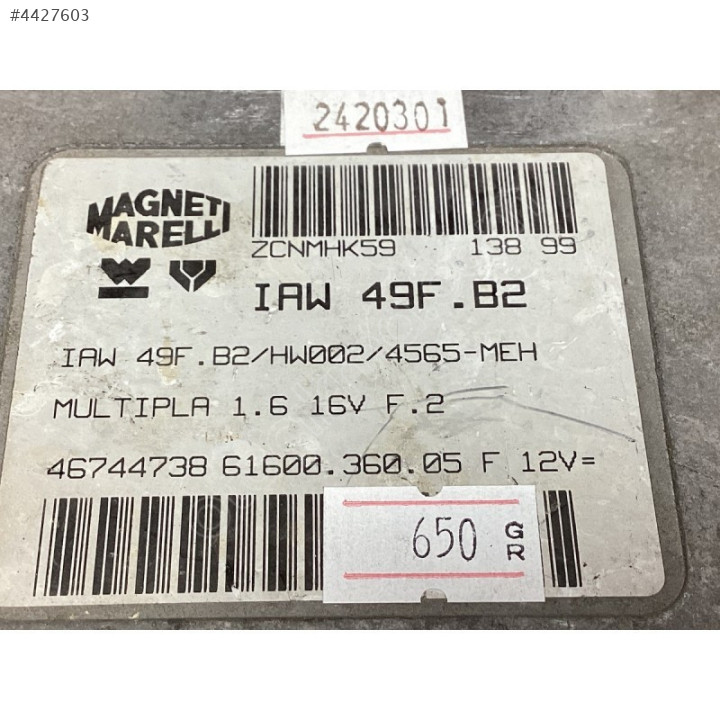 #4427603
2420301
MAGNETI
MARELLI
ZCNMHK59 138 99
IAW 49F.B2
IAW 49F.B2/HW002/4565-MEH
MULTIPLA 1.6 16V F.2
46744738 61600.360.05 F 12V=
650 GR